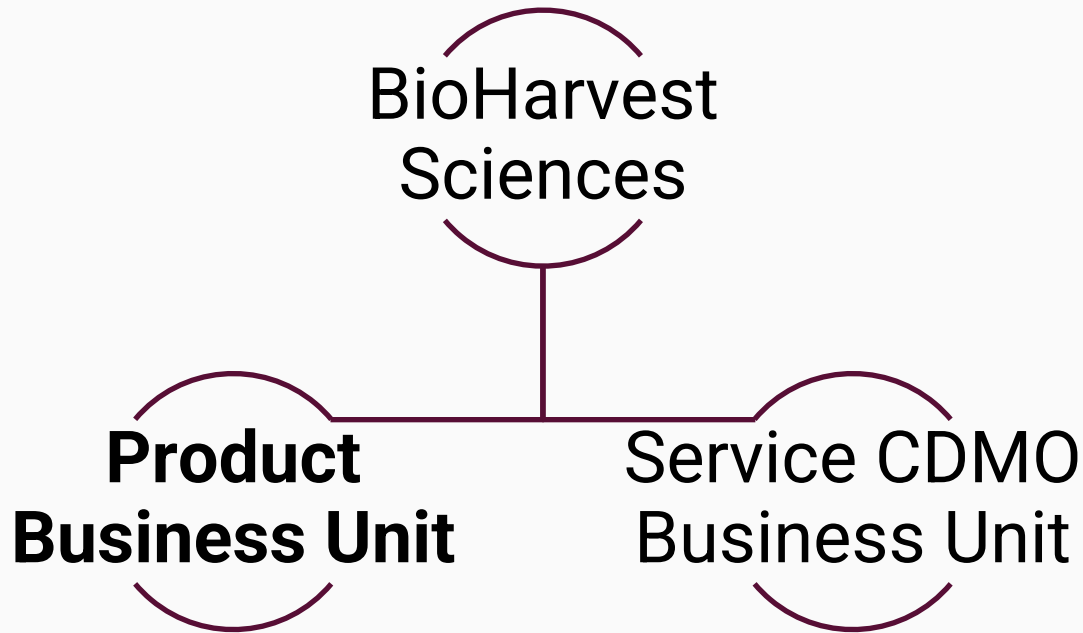 BioHarvest
Sciences
Product
Business Unit
Service CDMO
Business Unit